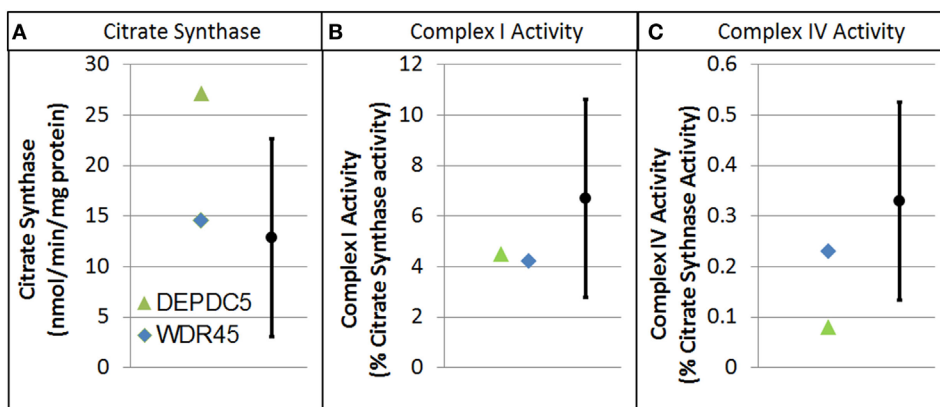 A Citrate Synthase
Citrate Synthase
(nmol/min/mg protein)
30
25
20
15
10
5
0
DEPDC5
WDR45
B Complex I Activity
Complex I Activity
(% Citrate Synthase activity)
12
10
8
6
4
2
0
C Complex IV Activity
Complex IV Activity
(% Citrate Sythnase Activity)
0.6
0.5
0.4
0.3
0.2
0.1
0